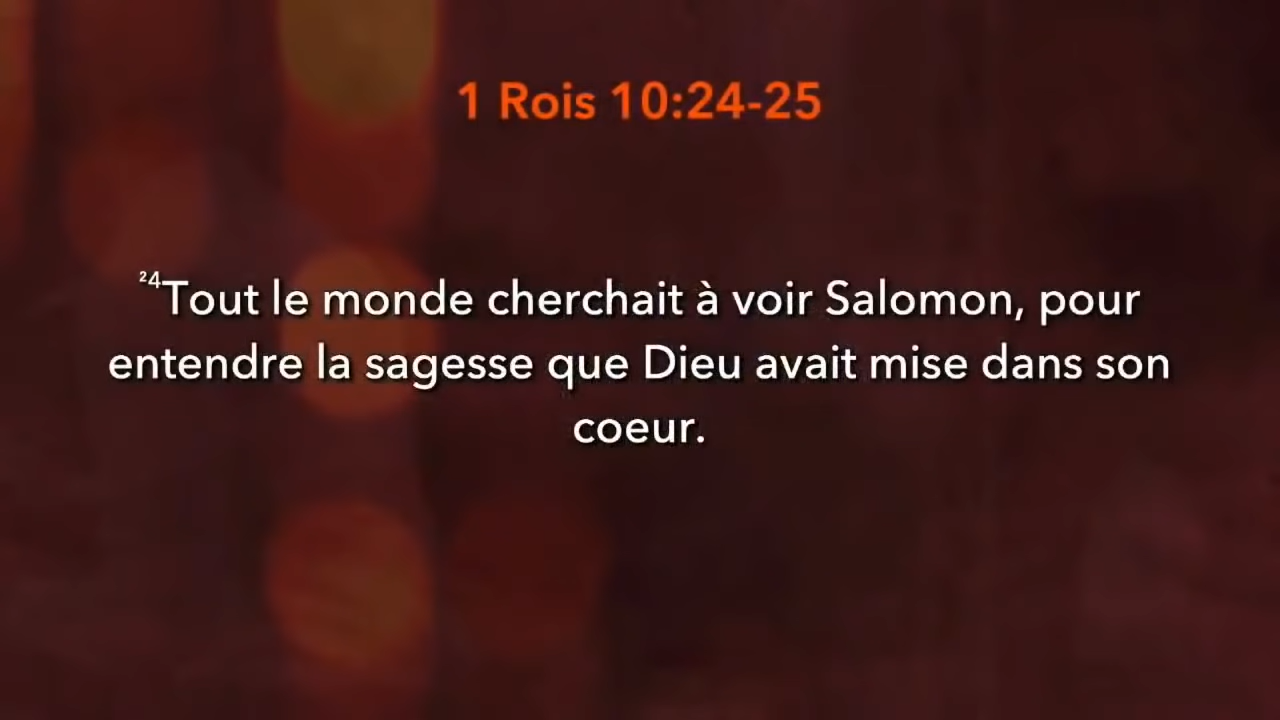 1 Rois 10:24-25
²⁴Tout le monde cherchait à voir Salomon, pour
entendre la sagesse que Dieu avait mise dans son
coeur.